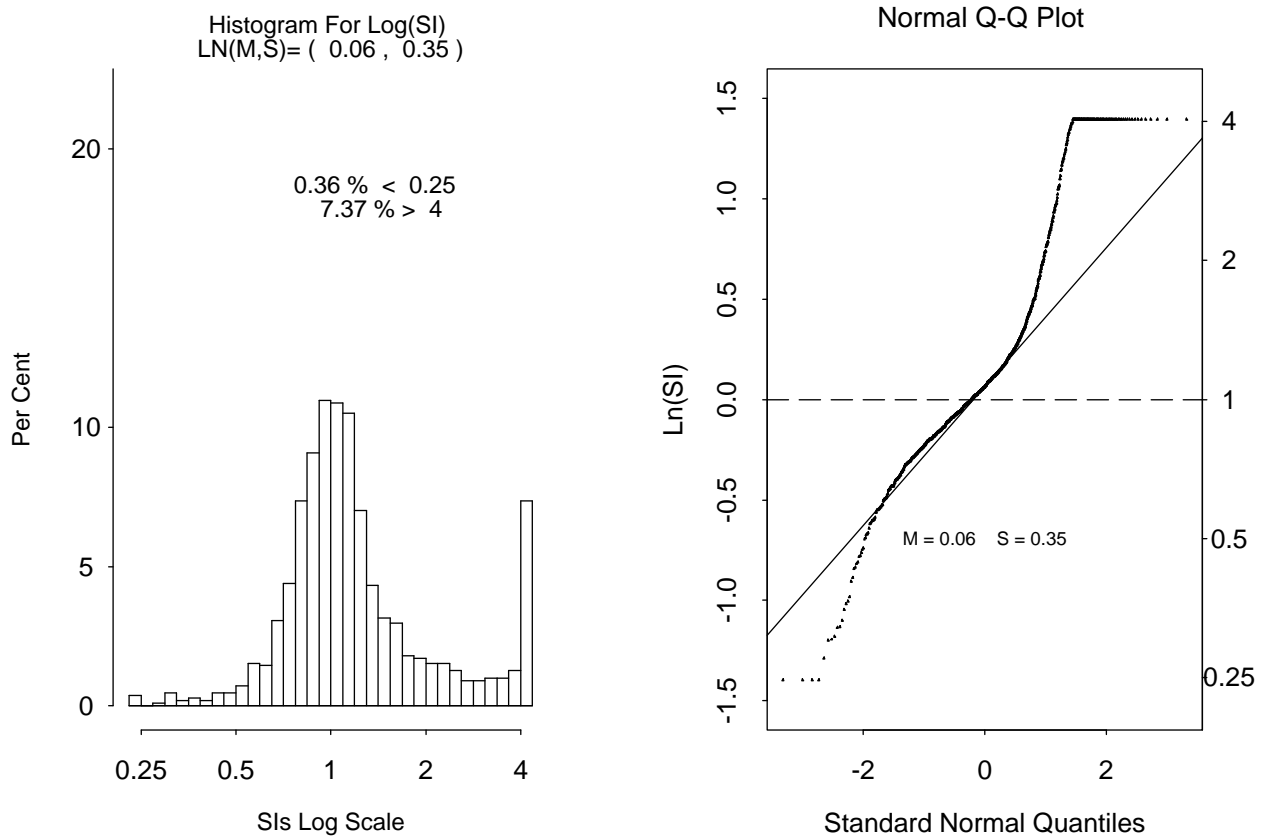 Histogram For Log(SI)
LN(M,S)= ( 0.06 , 0.35 )
20
0.36 % < 0.25
7.37 % > 4
Per Cent
10
5
0
0.25 0.5 1 2 4
SIs Log Scale
Normal Q-Q Plot
1.5
1.0
0.5
0.0
-0.5
-1.0
-1.5
Ln(SI)
4
2
1
0.5
0.25
M = 0.06 S = 0.35
-2 0 2
Standard Normal Quantiles